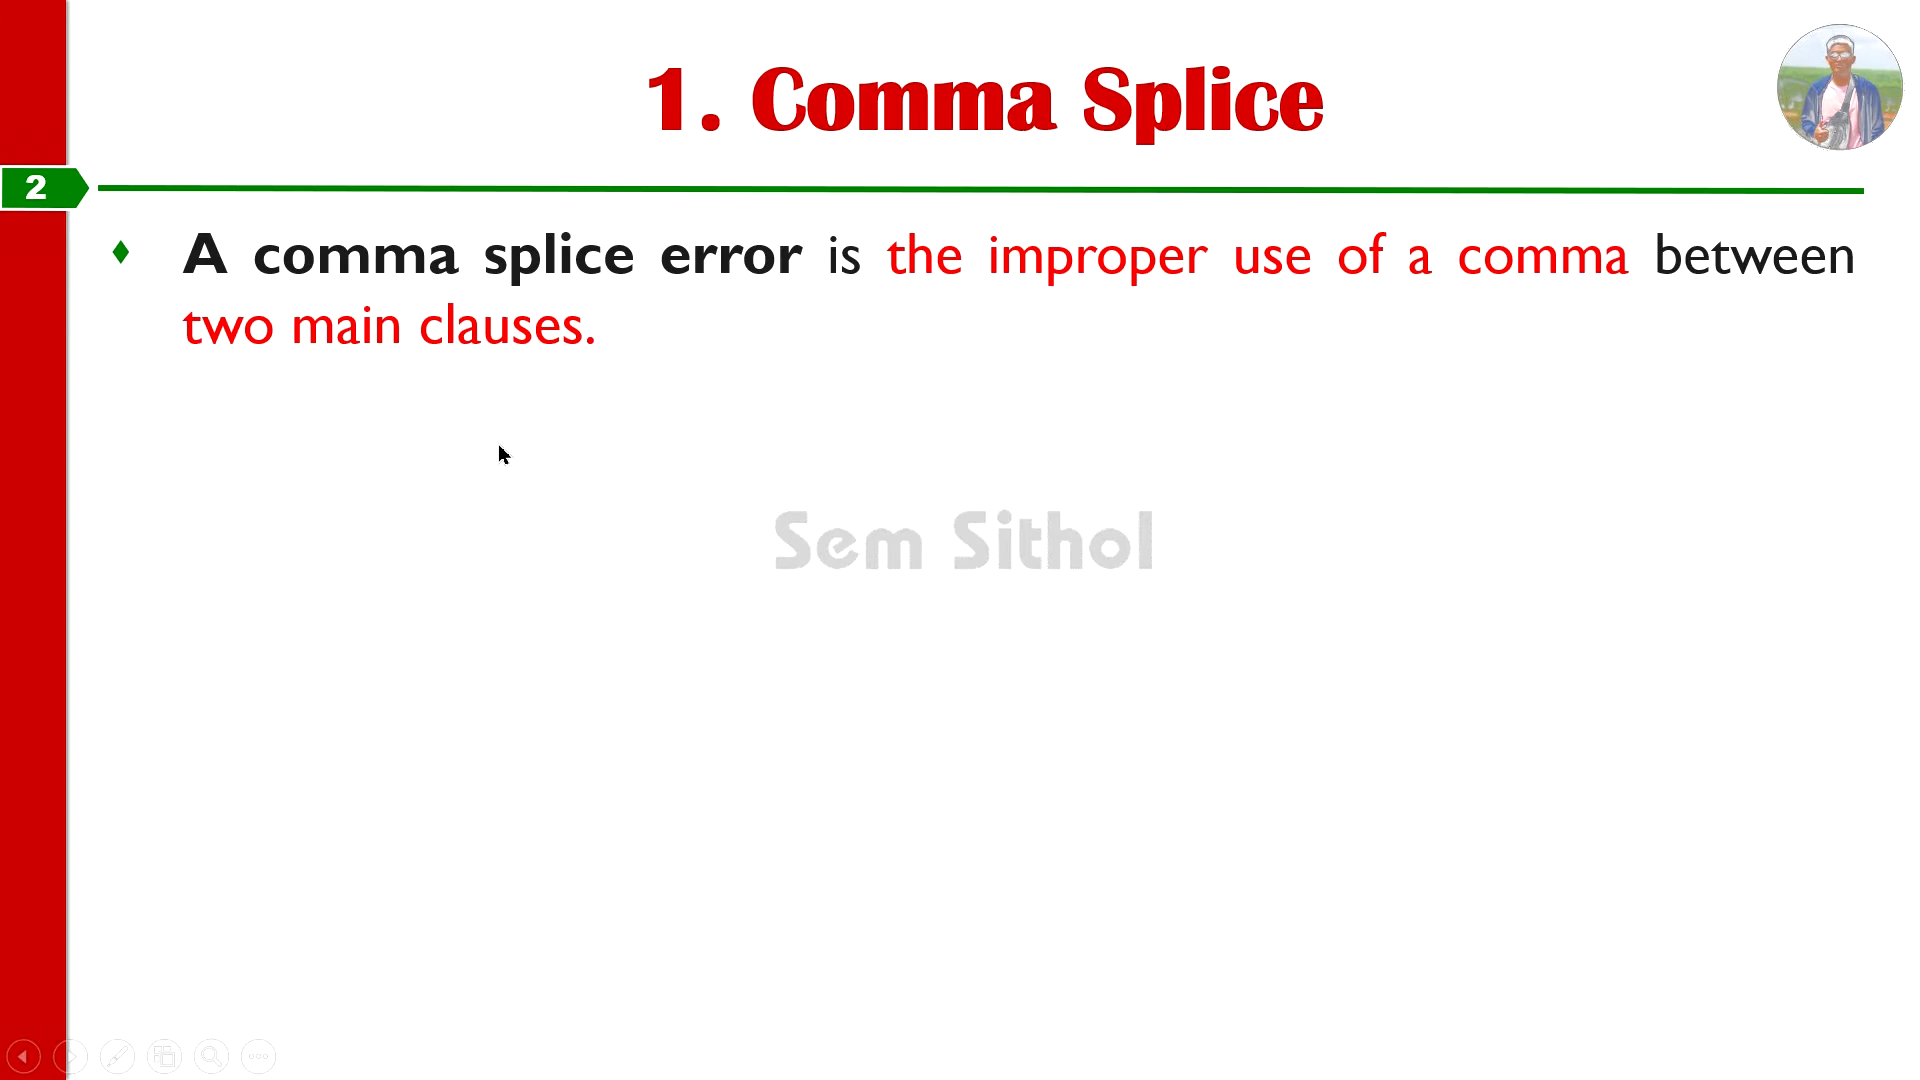 1. Comma Splice
2
A comma splice error is the improper use of a comma between
two main clauses.
Sem Sithol